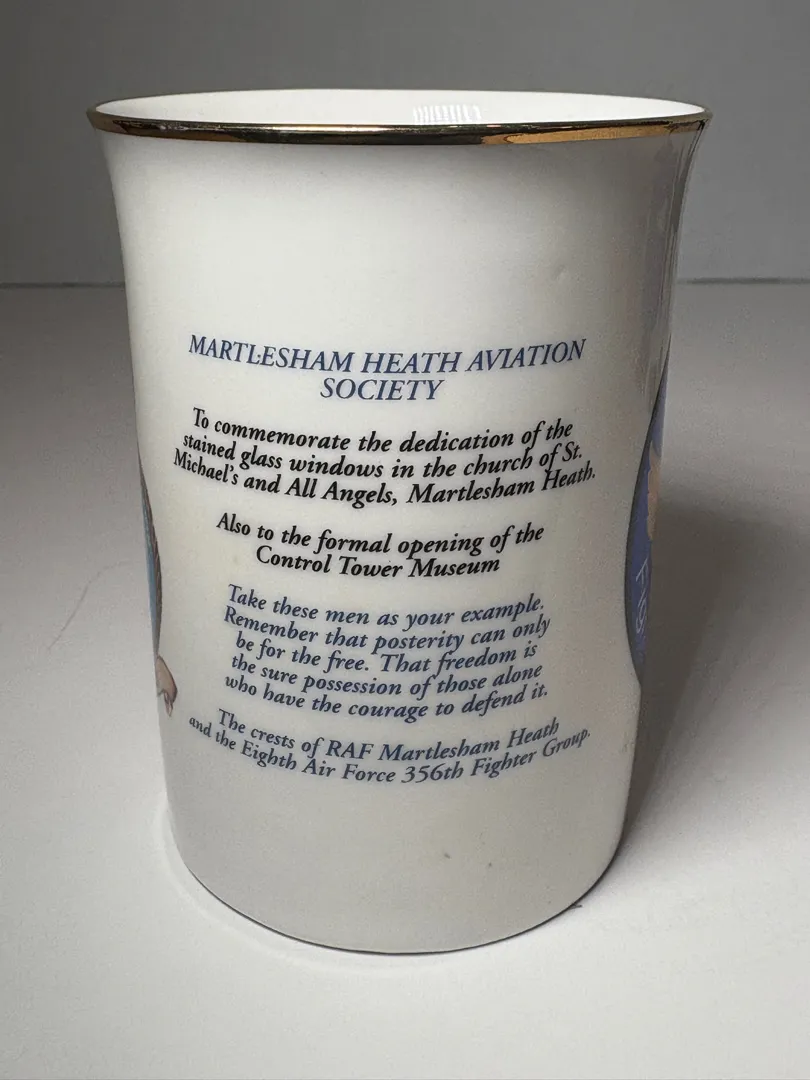 MARTLESHAM HEATH AVIATION
SOCIETY
To commemorate the dedication of the
stained glass windows in the church of St.
Michael's and All Angels, Martlesham Heath.
Also to the formal opening of the
Control Tower Museum
Take these men as your example.
Remember that posterity can only
be for the free. That freedom is
the sure possession of those alone
who have the courage to defend it.
The crests of RAF Martlesham Heath
and the Eighth Air Force 356th Fighter Group.